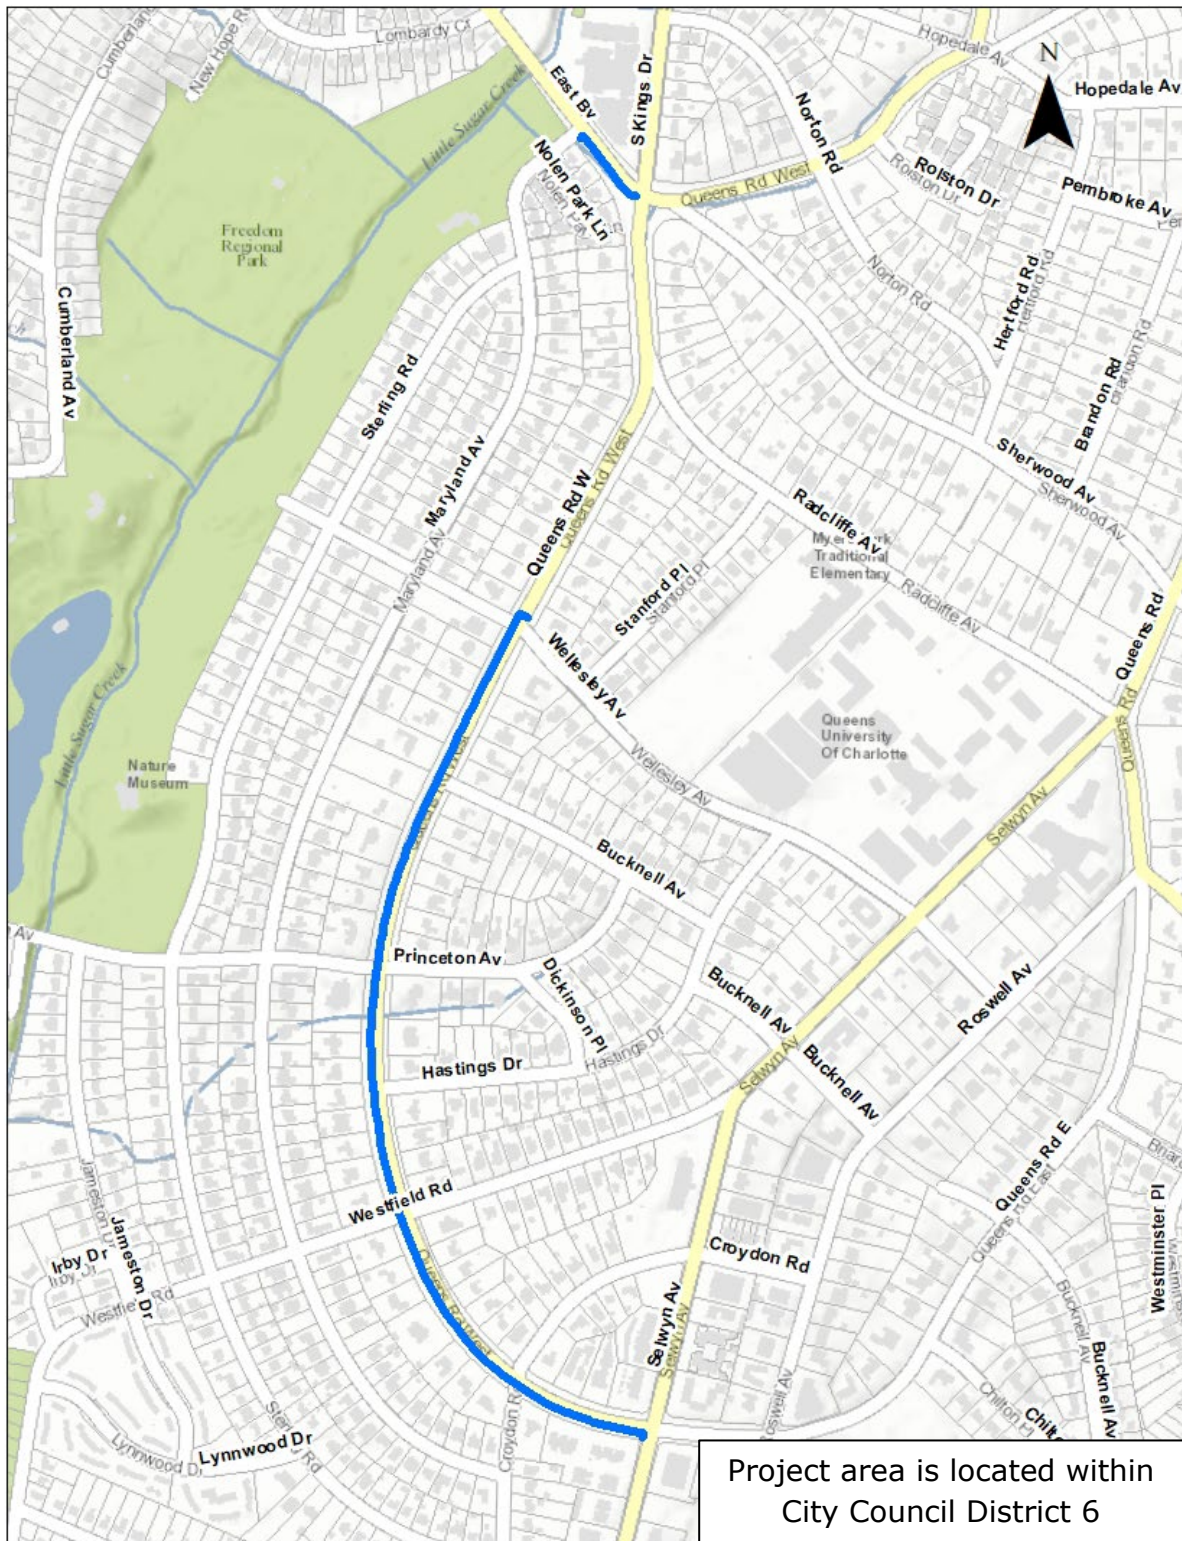 Cumberland
New Hope Rd
Lombardy Ct
East Bv
S Kings Dr
Hopedale Av
N
Hopedale Av
Little Sugar Creek
Nolen Park Ln
Norton Rd
Queens Rd West
Rolston Dr
Rolston Dr
Pembroke Av
Freedom
Regional
Park
Norton Rd
Hertford Rd
Hertford Rd
Cumberland Av
Brandon Rd
Brandon Rd
Sterling Rd
Maryland Av
Queens Rd W
Queens Rd West
Sherwood Av
Sherwood Av
Radcliffe Av
Traditional
Elementary
Maryland Av
Stanford Pl
Stanford Pl
Radcliffe Av
Queens Rd
Queens Rd
Wellesley Av
Little Sugar Creek
Nature
Museum
Queens
University
Of Charlotte
Wellesley Av
Selwyn Av
Bucknell Av
Av
Princeton Av
Dickinson Pl
Bucknell Av
Roswell Av
Hastings Dr
Hastings Dr
Selwyn Av
Bucknell Av
Queens Rd E
Queens Rd East
Westfield Rd
Jameston Dr
Jameston Dr
Irby Dr
Irby Dr
Westfield Rd
Croydon Rd
Westminster Pl
Queens Rd West
Selwyn Av
Selwyn Av
Bucknell Av
Bucknell Av
Croydon Rd
Roswell Av
Chilton Pl
Lynnwood Dr
Lynnwood Dr
Project area is located within
City Council District 6